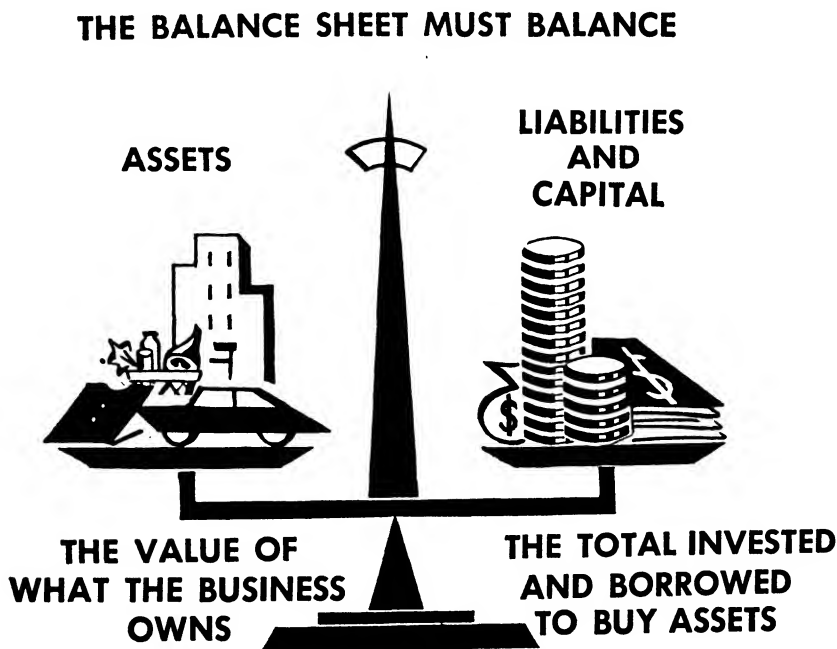 THE BALANCE SHEET MUST BALANCE
ASSETS
LIABILITIES
AND
CAPITAL
$
$
THE VALUE OF
WHAT THE BUSINESS
OWNS
THE TOTAL INVESTED
AND BORROWED
TO BUY ASSETS